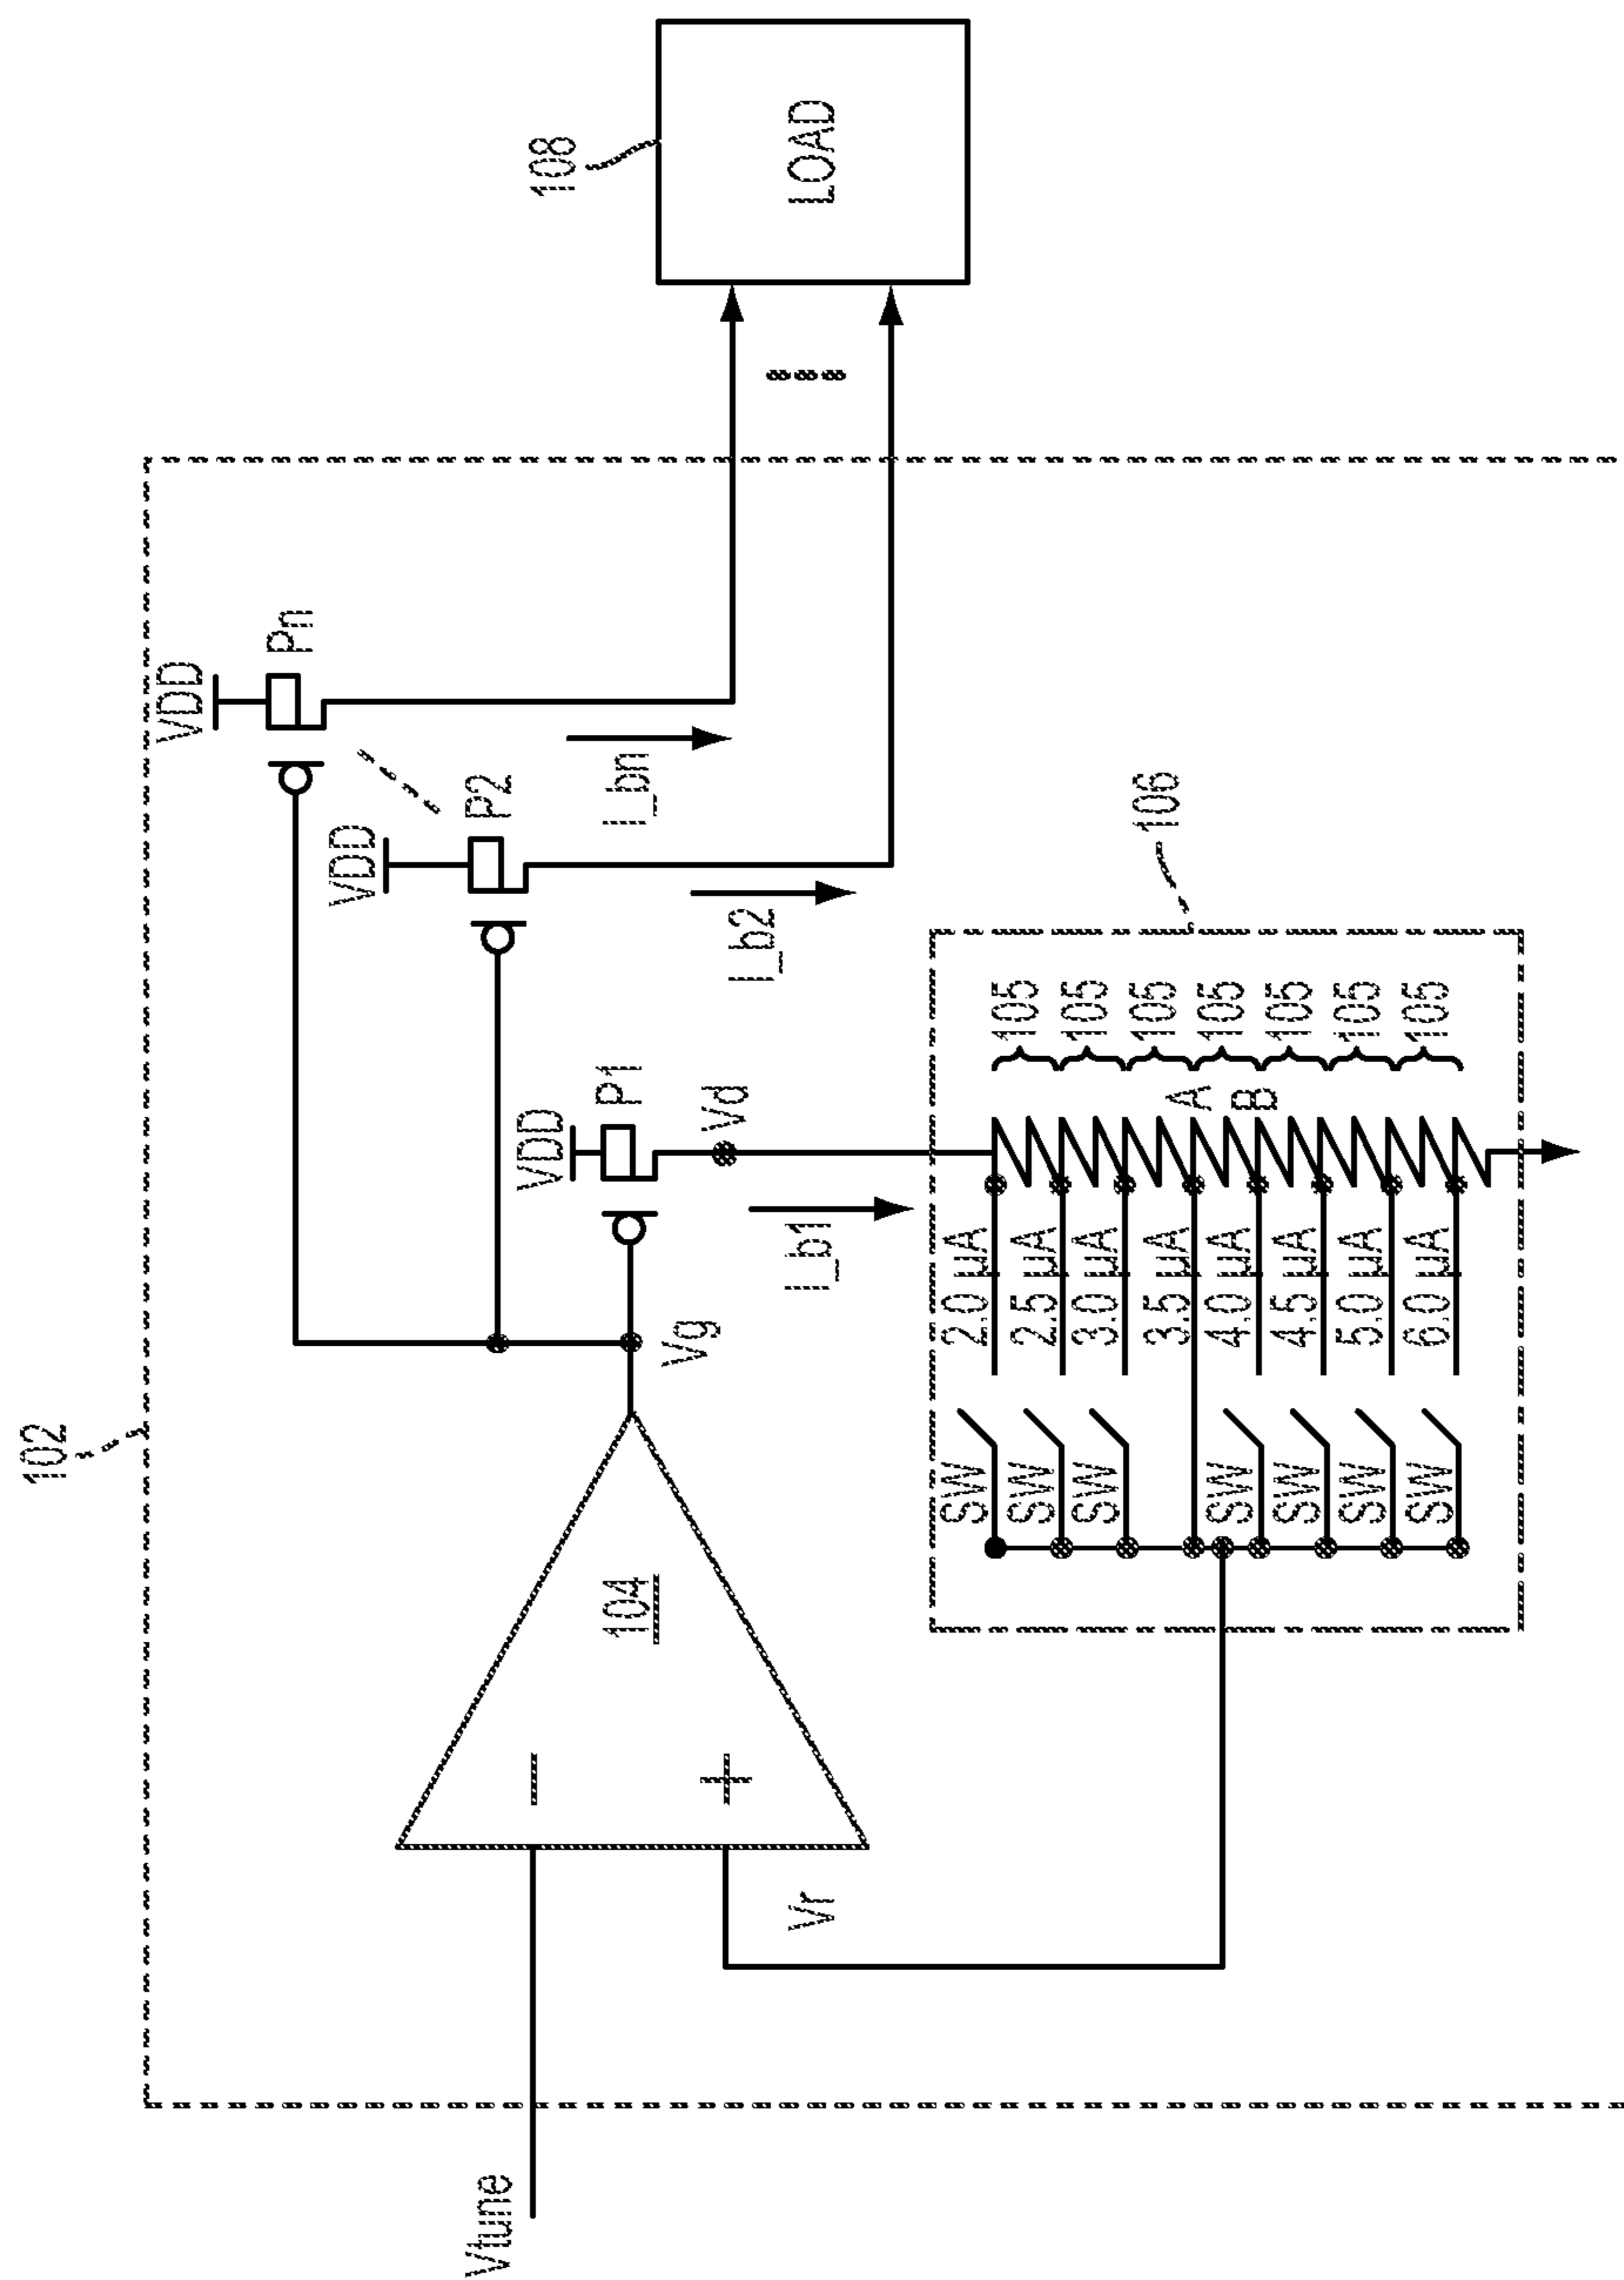 102
VDD
Pn
VDD
P2
VDD
P1
Vg
Vd
I_bn
I_b2
I_b1
108
LOAD
104
−
+
Vtune
Vr
106
SW 2.0 µA 105
SW 2.5 µA 105
SW 3.0 µA 105
3.5 µA A 105
SW 4.0 µA B 105
SW 4.5 µA 105
SW 5.0 µA 105
SW 6.0 µA